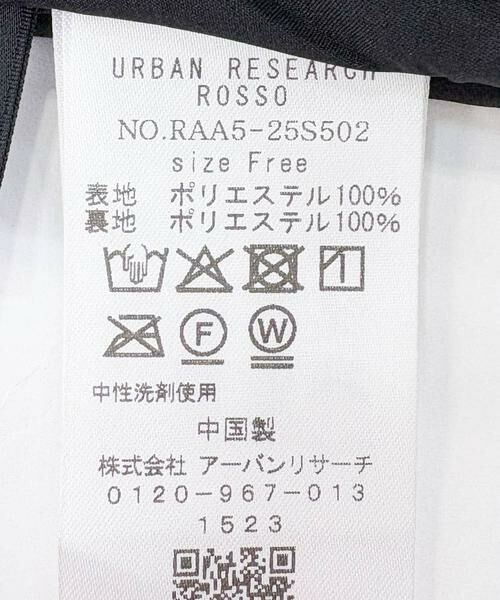 URBAN RESEARCH
ROSSO
NO.RAA5-25S502
size Free
表地 ポリエステル100%
裏地 ポリエステル100%
F W
中性洗剤使用
中国製
株式会社 アーバンリサーチ
0120-967-013
1523